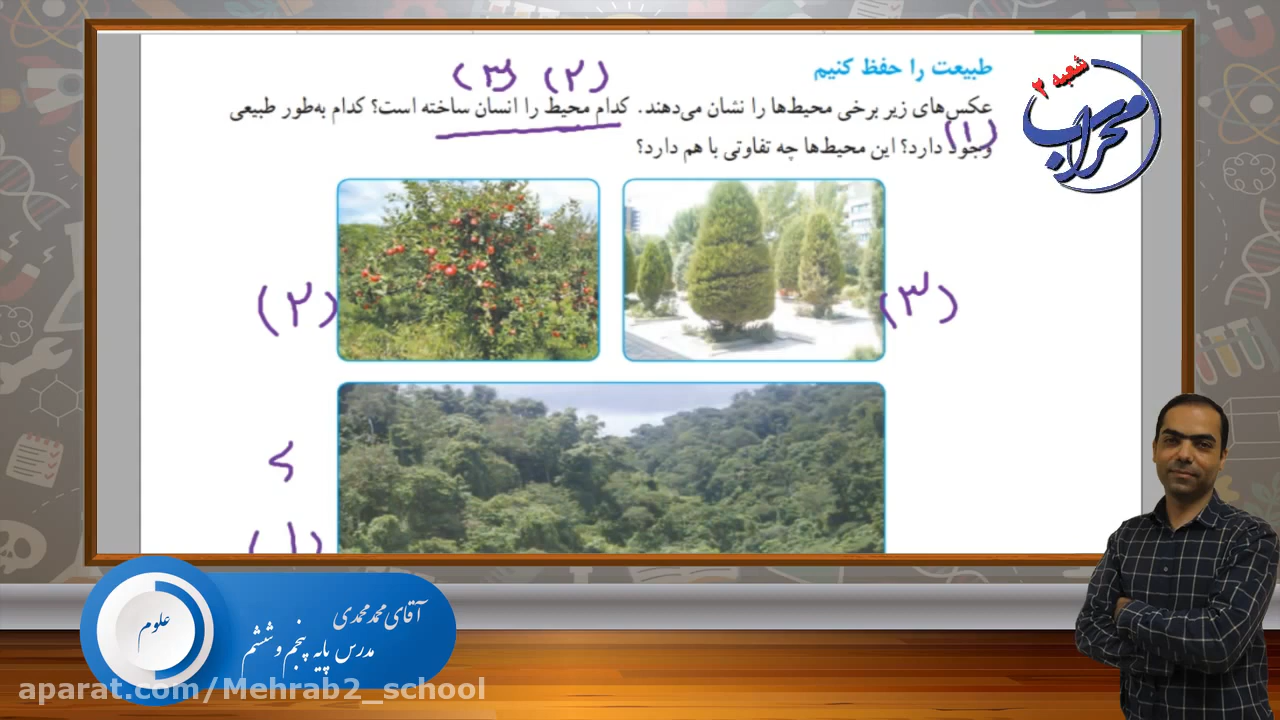 طبیعت را حفظ کنیم
(۳) (۲)
عکس‌های زیر برخی محیط‌ها را نشان می‌دهند. کدام محیط را انسان ساخته است؟ کدام به‌طور طبیعی
(۱)
وجود دارد؟ این محیط‌ها چه تفاوتی با هم دارد؟
شعبه ۲
محراب
(۲)
(۳)
(۱)
علوم
آقای محمدمحمدی
مدرس پایه پنجم و ششم
aparat.com/Mehrab2_school